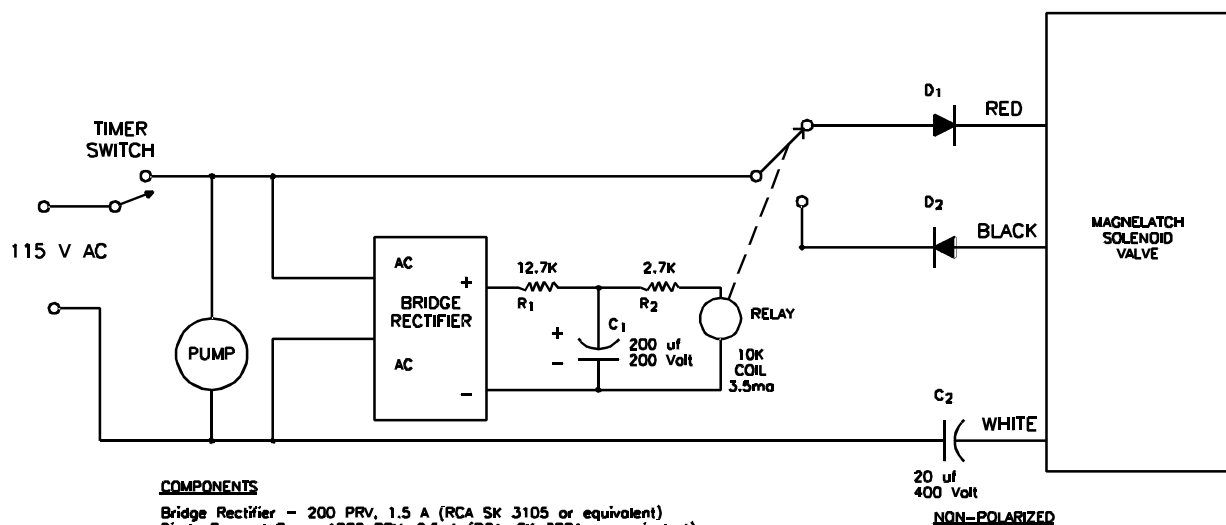 TIMER
SWITCH
115 V AC
PUMP
AC
BRIDGE
RECTIFIER
AC
+
−
12.7K
R1
2.7K
R2
+
−
C1
200 uf
200 Volt
RELAY
10K
COIL
3.5ma
D1
RED
D2
BLACK
MAGNELATCH
SOLENOID
VALVE
C2
WHITE
20 uf
400 Volt
NON-POLARIZED
COMPONENTS
Bridge Rectifier - 200 PRV, 1.5 A (RCA SK 3105 or equivalent)